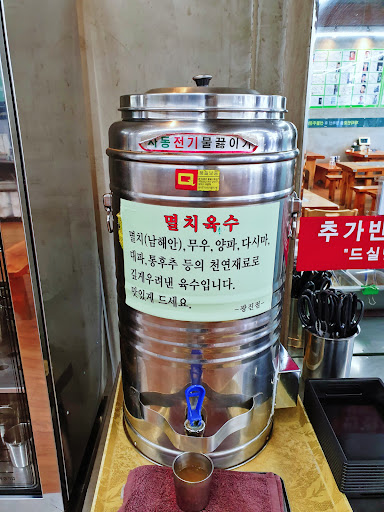 자동전기물끓이기
멸치육수
멸치(남해안), 무우, 양파, 다시마,
대파, 통후추 등의 천연재료로
깊게우려낸 육수입니다.
맛있게 드세요.
추가반
"드실